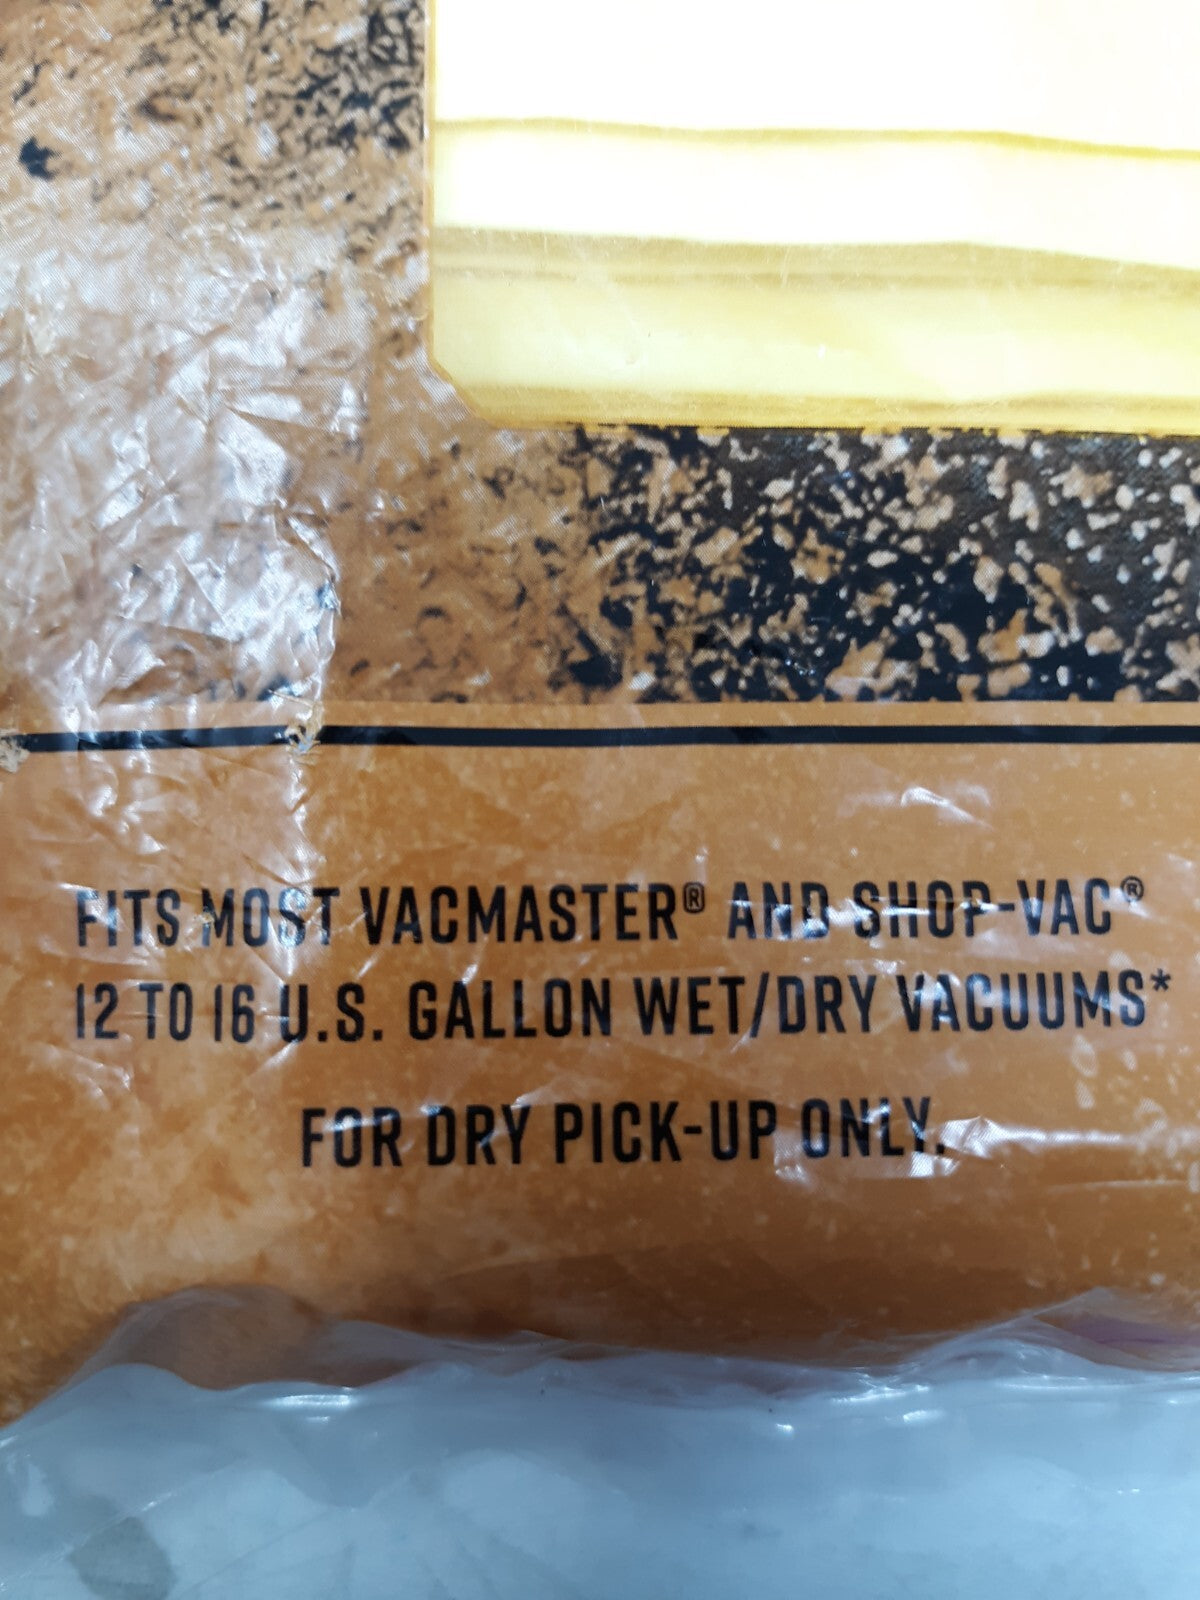 FITS MOST VACMASTER® AND SHOP-VAC®
12 TO 16 U.S. GALLON WET/DRY VACUUMS*
FOR DRY PICK-UP ONLY.